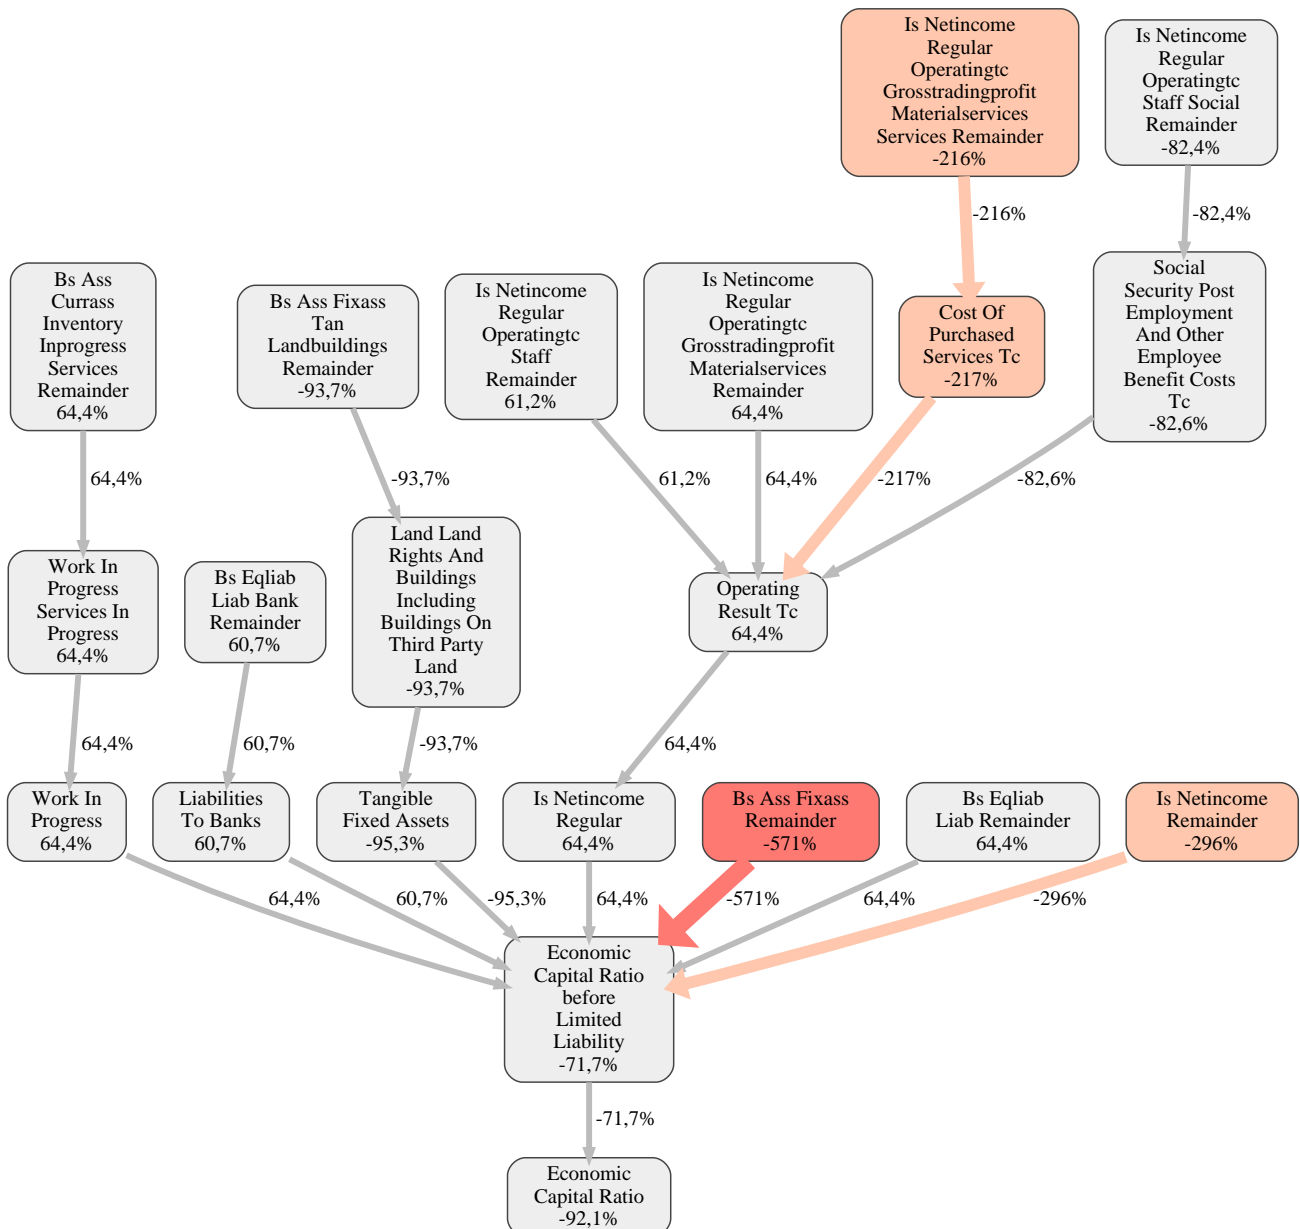 Is Netincome
Regular
Operatingtc
Grosstradingprofit
Materialservices
Services Remainder
-216%
Is Netincome
Regular
Operatingtc
Staff Social
Remainder
-82,4%
-216%
-82,4%
Bs Ass
Currass
Inventory
Inprogress
Services
Remainder
64,4%
Bs Ass Fixass
Tan
Landbuildings
Remainder
-93,7%
Is Netincome
Regular
Operatingtc
Staff
Remainder
61,2%
Is Netincome
Regular
Operatingtc
Grosstradingprofit
Materialservices
Remainder
64,4%
Cost Of
Purchased
Services Tc
-217%
Social
Security Post
Employment
And Other
Employee
Benefit Costs
Tc
-82,6%
64,4%
-93,7%
61,2%
64,4%
-217%
-82,6%
Work In
Progress
Services In
Progress
64,4%
Bs Eqliab
Liab Bank
Remainder
60,7%
Land Land
Rights And
Buildings
Including
Buildings On
Third Party
Land
-93,7%
Operating
Result Tc
64,4%
64,4%
60,7%
-93,7%
64,4%
Work In
Progress
64,4%
Liabilities
To Banks
60,7%
Tangible
Fixed Assets
-95,3%
Is Netincome
Regular
64,4%
Bs Ass Fixass
Remainder
-571%
Bs Eqliab
Liab Remainder
64,4%
Is Netincome
Remainder
-296%
64,4%
60,7%
-95,3%
64,4%
-571%
64,4%
-296%
Economic
Capital Ratio
before
Limited
Liability
-71,7%
-71,7%
Economic
Capital Ratio
-92,1%